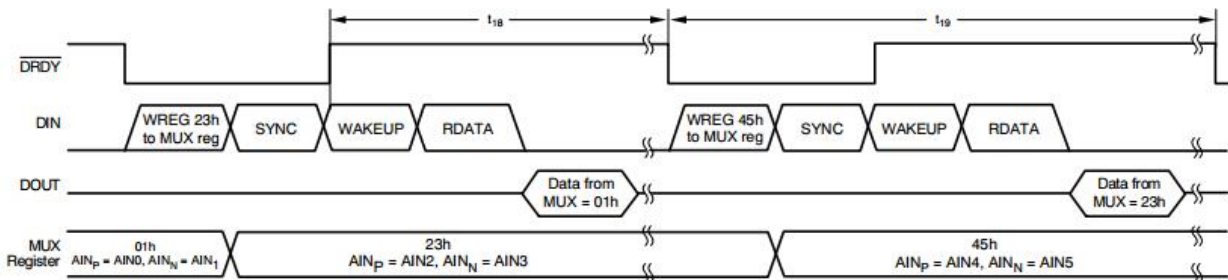 t18
t19
DRDY
DIN
WREG 23h
to MUX reg
SYNC
WAKEUP
RDATA
WREG 45h
to MUX reg
SYNC
WAKEUP
RDATA
DOUT
Data from
MUX = 01h
Data from
MUX = 23h
MUX
Register
01h
AINP = AIN0, AINN = AIN1
23h
AINP = AIN2, AINN = AIN3
45h
AINP = AIN4, AINN = AIN5